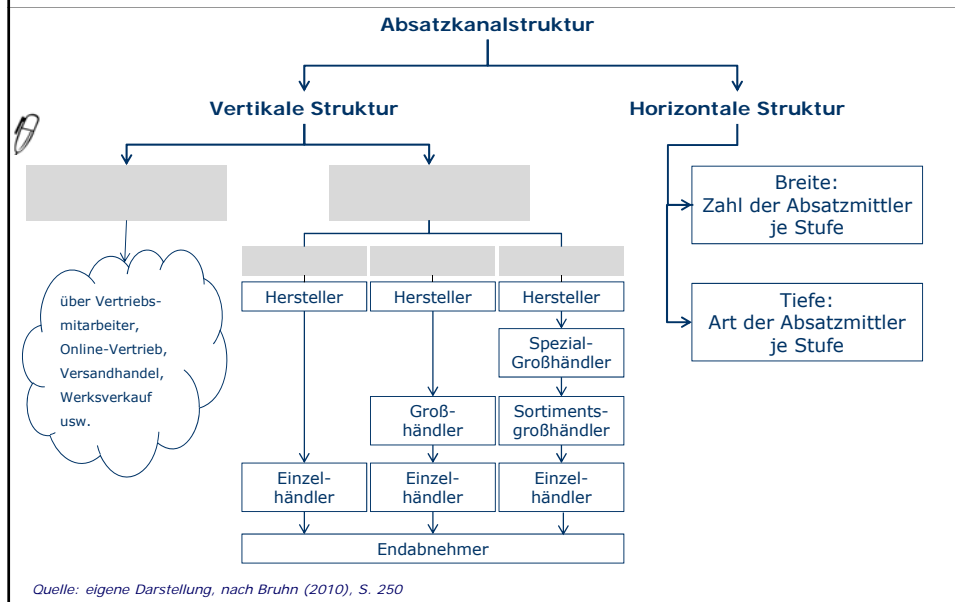 Absatzkanalstruktur
Vertikale Struktur
Horizontale Struktur
über Vertriebs-
mitarbeiter,
Online-Vertrieb,
Versandhandel,
Werksverkauf
usw.
Hersteller
Hersteller
Hersteller
Spezial-
Großhändler
Groß-
händler
Sortiments-
großhändler
Einzel-
händler
Einzel-
händler
Einzel-
händler
Endabnehmer
Breite:
Zahl der Absatzmittler
je Stufe
Tiefe:
Art der Absatzmittler
je Stufe
Quelle: eigene Darstellung, nach Bruhn (2010), S. 250